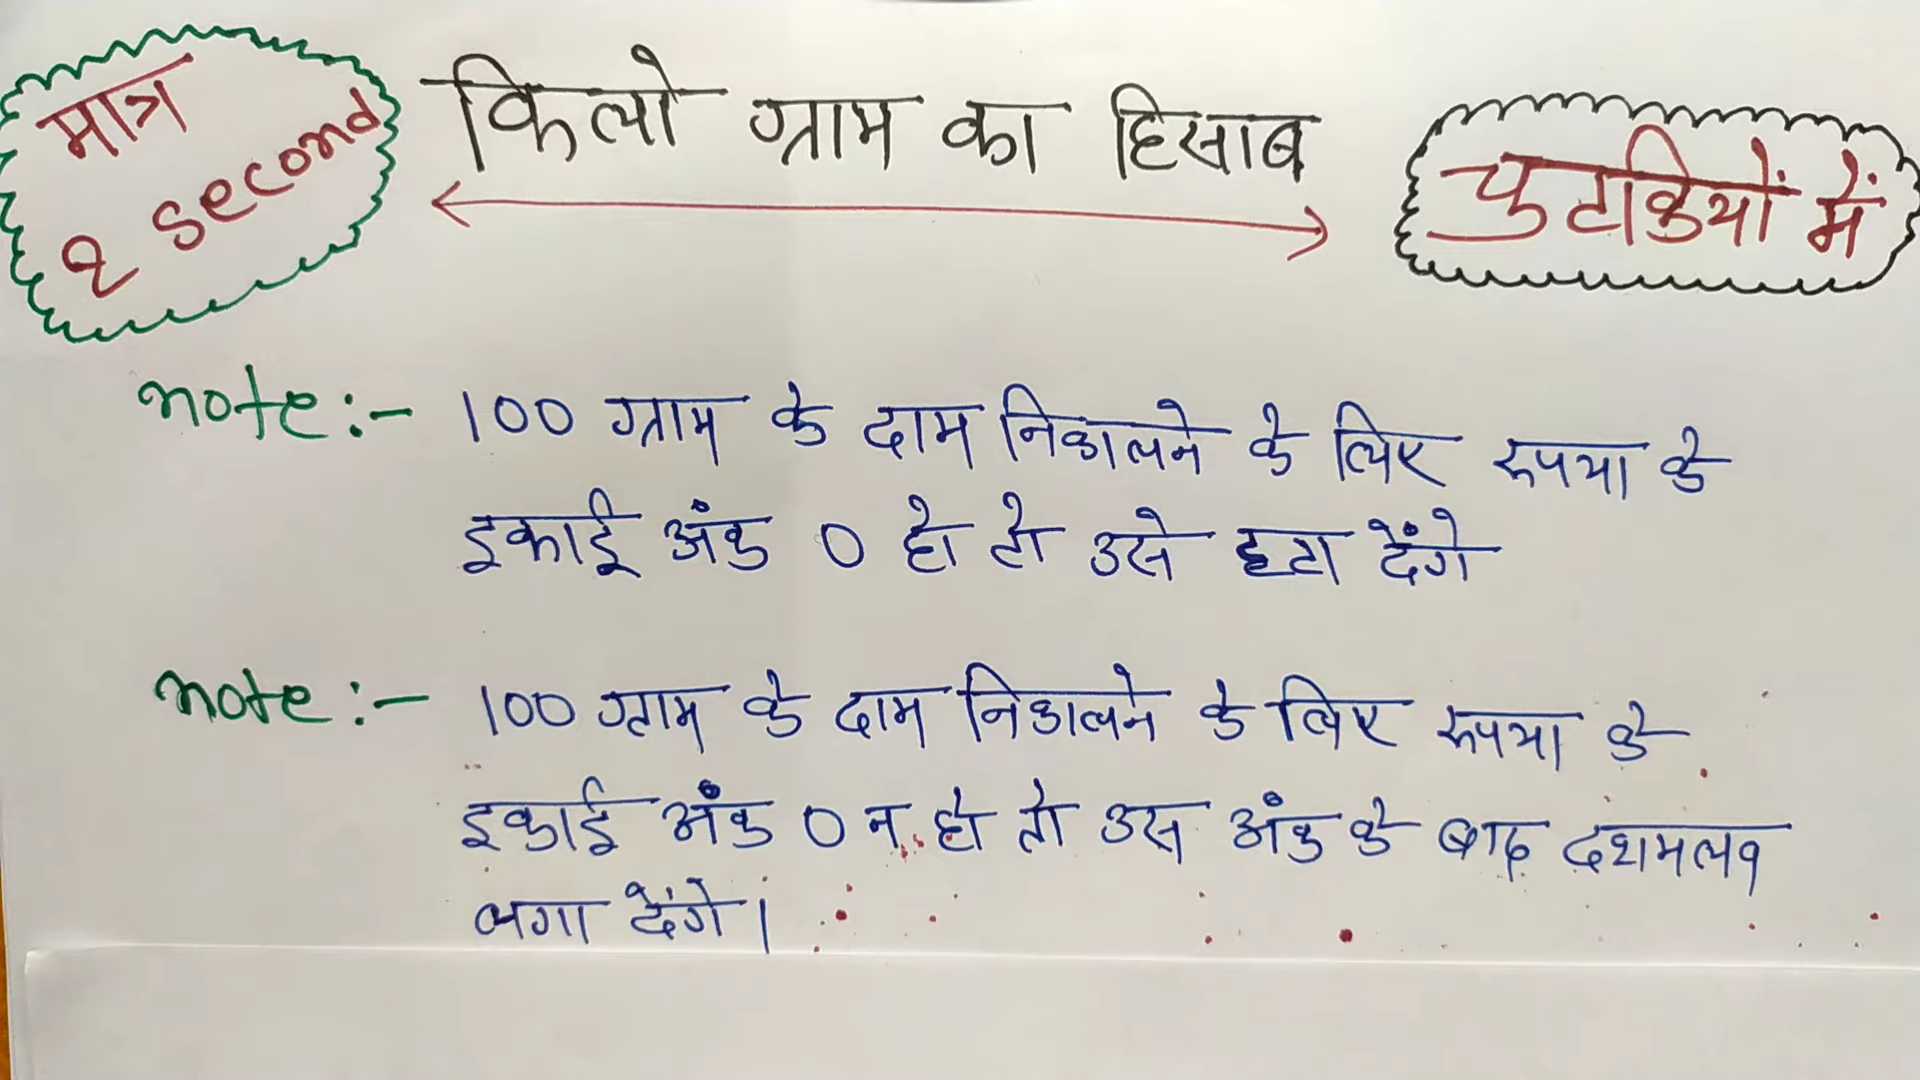 मात्र
2 second
किलो ग्राम का हिसाब
चुटकियों में
note:- 100 ग्राम के दाम निकालने के लिए रूपया के
इकाई अंक 0 हो तो उसे हटा देंगे
note:- 100 ग्राम के दाम निकालने के लिए रूपया के
इकाई अंक 0 न हो तो उस अंक के बाद दशमलव
लगा देंगे।